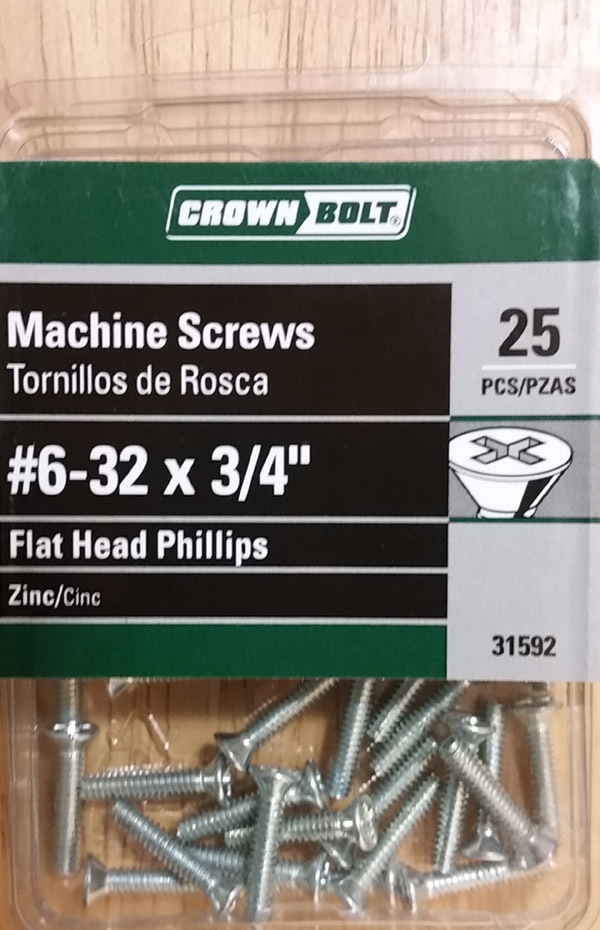 CROWN BOLT®
Machine Screws
Tornillos de Rosca
25
PCS/PZAS
#6-32 x 3/4"
Flat Head Phillips
Zinc/Cinc
31592